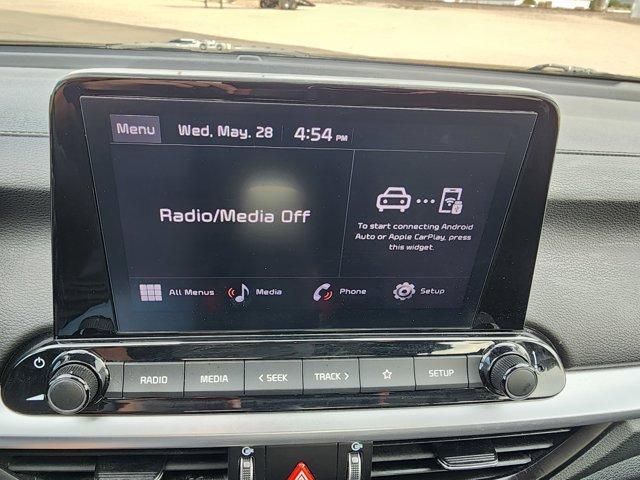 Menu Wed, May. 28 4:54 PM
Radio/Media Off
To start connecting Android
Auto or Apple CarPlay, press
this widget.
All Menus Media Phone Setup
RADIO MEDIA < SEEK TRACK > SETUP